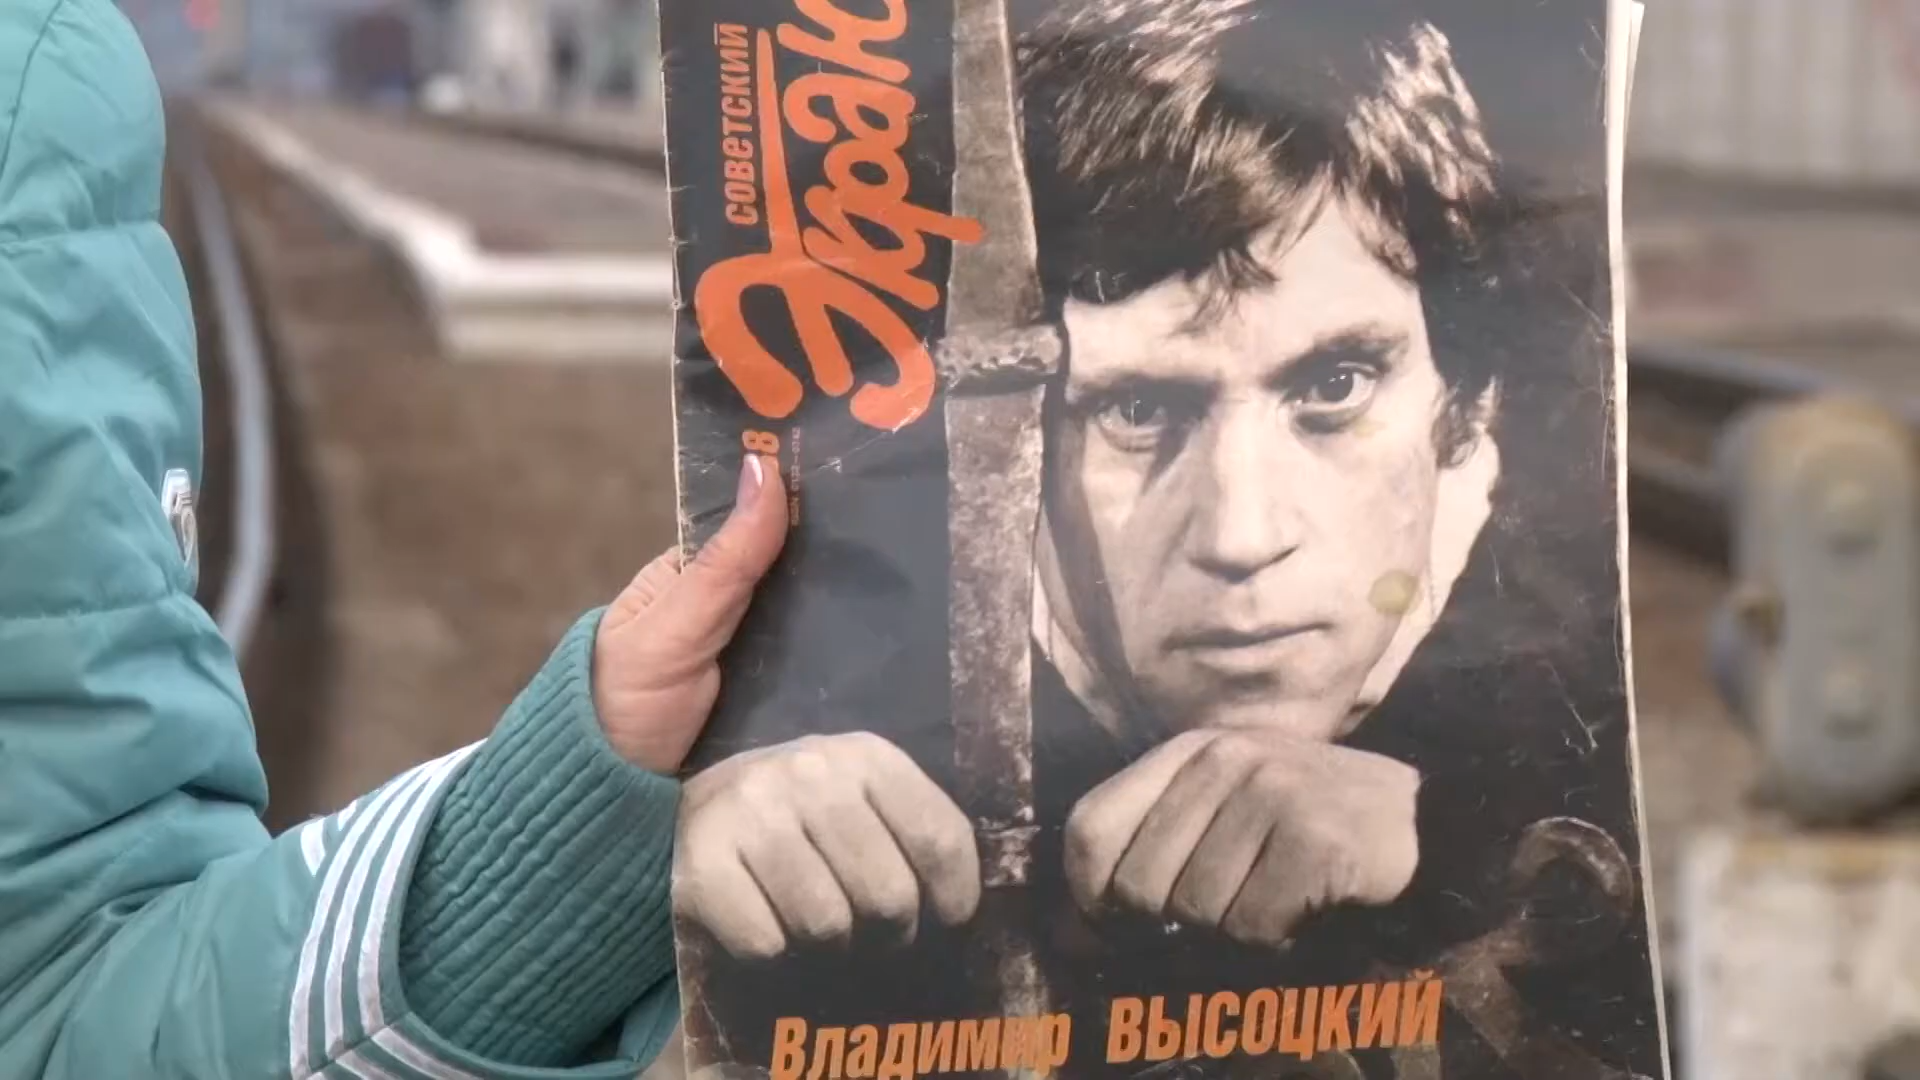 советский
Экран
Владимир ВЫСОЦКИЙ